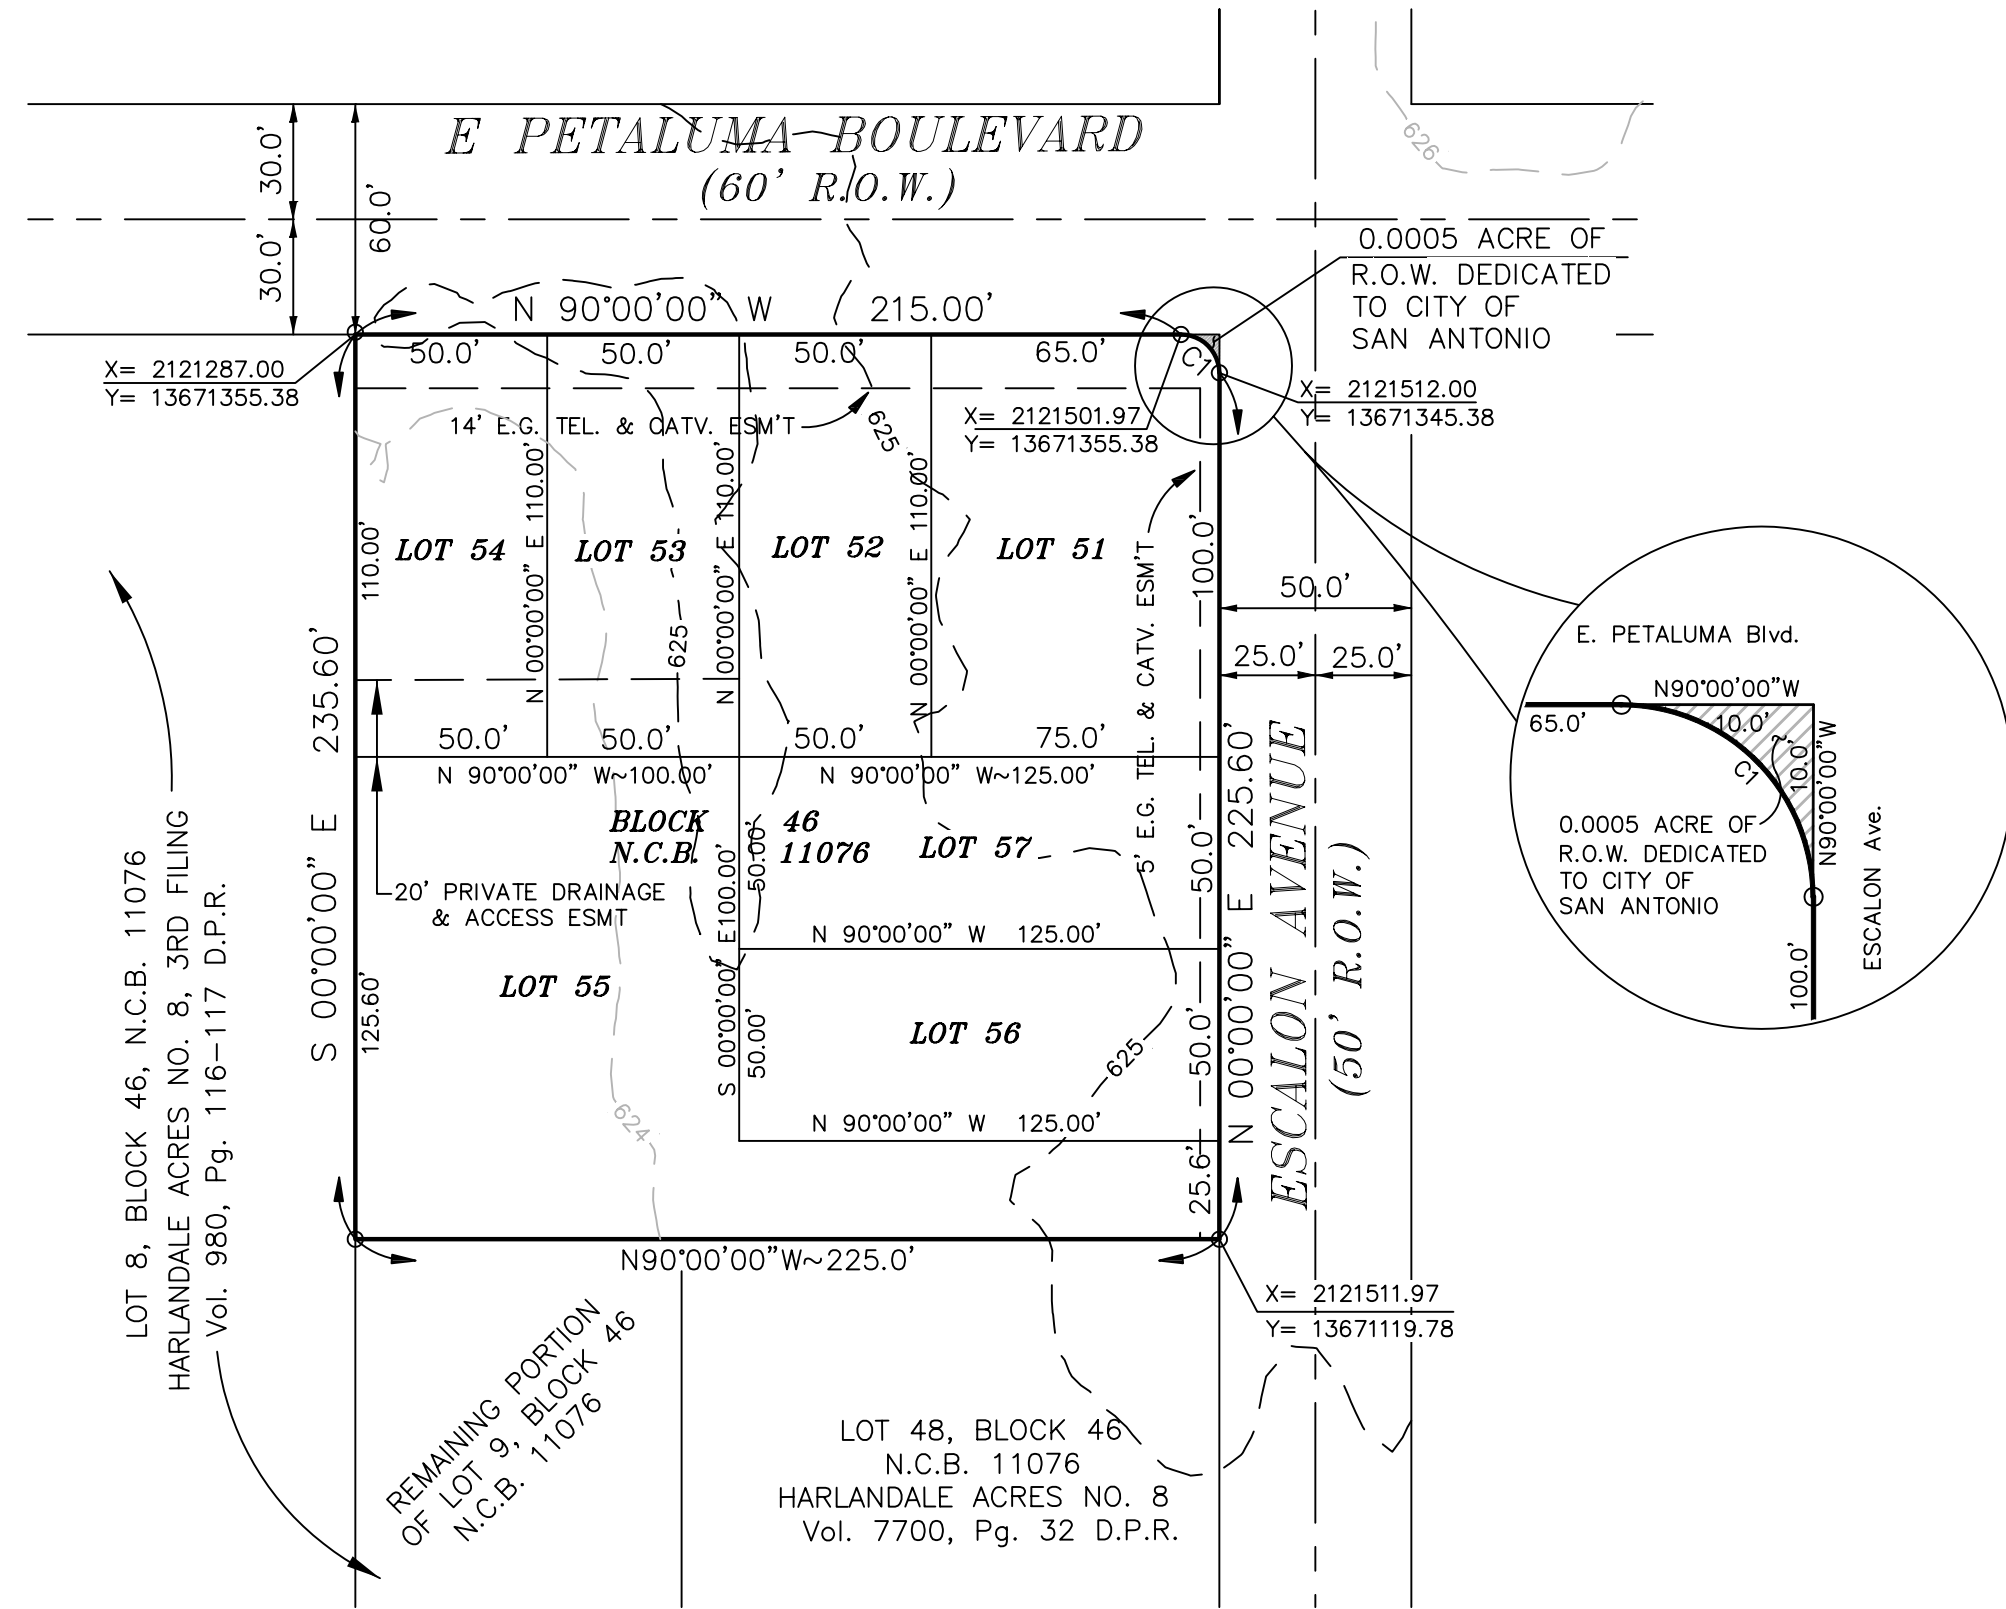 E PETALUMA BOULEVARD
(60' R.O.W.)
30.0'
30.0'
60.0'
626
0.0005 ACRE OF
R.O.W. DEDICATED
TO CITY OF
SAN ANTONIO
N 90°00'00" W 215.00'
50.0'
50.0'
50.0'
65.0'
C1
X= 2121287.00
Y= 13671355.38
X= 2121512.00
Y= 13671345.38
X= 2121501.97
Y= 13671355.38
14' E.G. TEL. & CATV. ESM'T
625
110.00'
N 00°00'00" E 110.00'
N 00°00'00" E 110.00'
N 00°00'00" E 110.00'
LOT 54
LOT 53
LOT 52
LOT 51
100.0'
5' E.G. TEL. & CATV. ESM'T
50.0'
25.0'
25.0'
625
S 00°00'00" E 235.60'
50.0'
50.0'
50.0'
75.0'
N 90°00'00" W~100.00'
N 90°00'00" W~125.00'
BLOCK 46
N.C.B. 11076
LOT 57
50.00'
50.0'
20' PRIVATE DRAINAGE
& ACCESS ESMT
N 90°00'00" W 125.00'
S 00°00'00" E100.00'
LOT 55
125.60'
LOT 56
50.00'
50.0'
625
624
N 90°00'00" W 125.00'
25.6'
N 00°00'00" E 225.60'
ESCALON AVENUE
(50' R.O.W.)
N90°00'00"W~225.0'
X= 2121511.97
Y= 13671119.78
LOT 8, BLOCK 46, N.C.B. 11076
HARLANDALE ACRES NO. 8, 3RD FILING
Vol. 980, Pg. 116-117 D.P.R.
REMAINING PORTION
OF LOT 9, BLOCK 46
N.C.B. 11076
LOT 48, BLOCK 46
N.C.B. 11076
HARLANDALE ACRES NO. 8
Vol. 7700, Pg. 32 D.P.R.
E. PETALUMA Blvd.
N90°00'00"W
65.0'
10.0'
10.0'
N90°00'00"W
C1
0.0005 ACRE OF
R.O.W. DEDICATED
TO CITY OF
SAN ANTONIO
100.0'
ESCALON Ave.